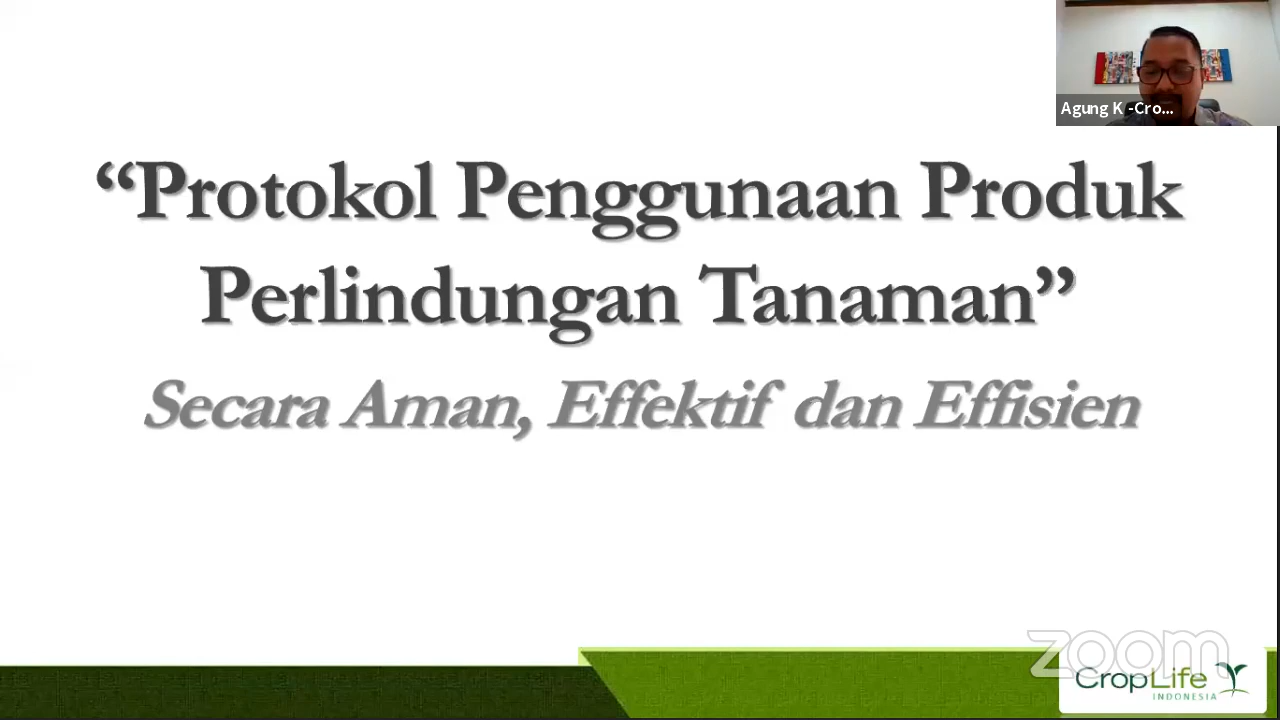 Agung K -Cro...
“Protokol Penggunaan Produk
Perlindungan Tanaman”
Secara Aman, Effektif dan Effisien
zoom
CropLife
INDONESIA